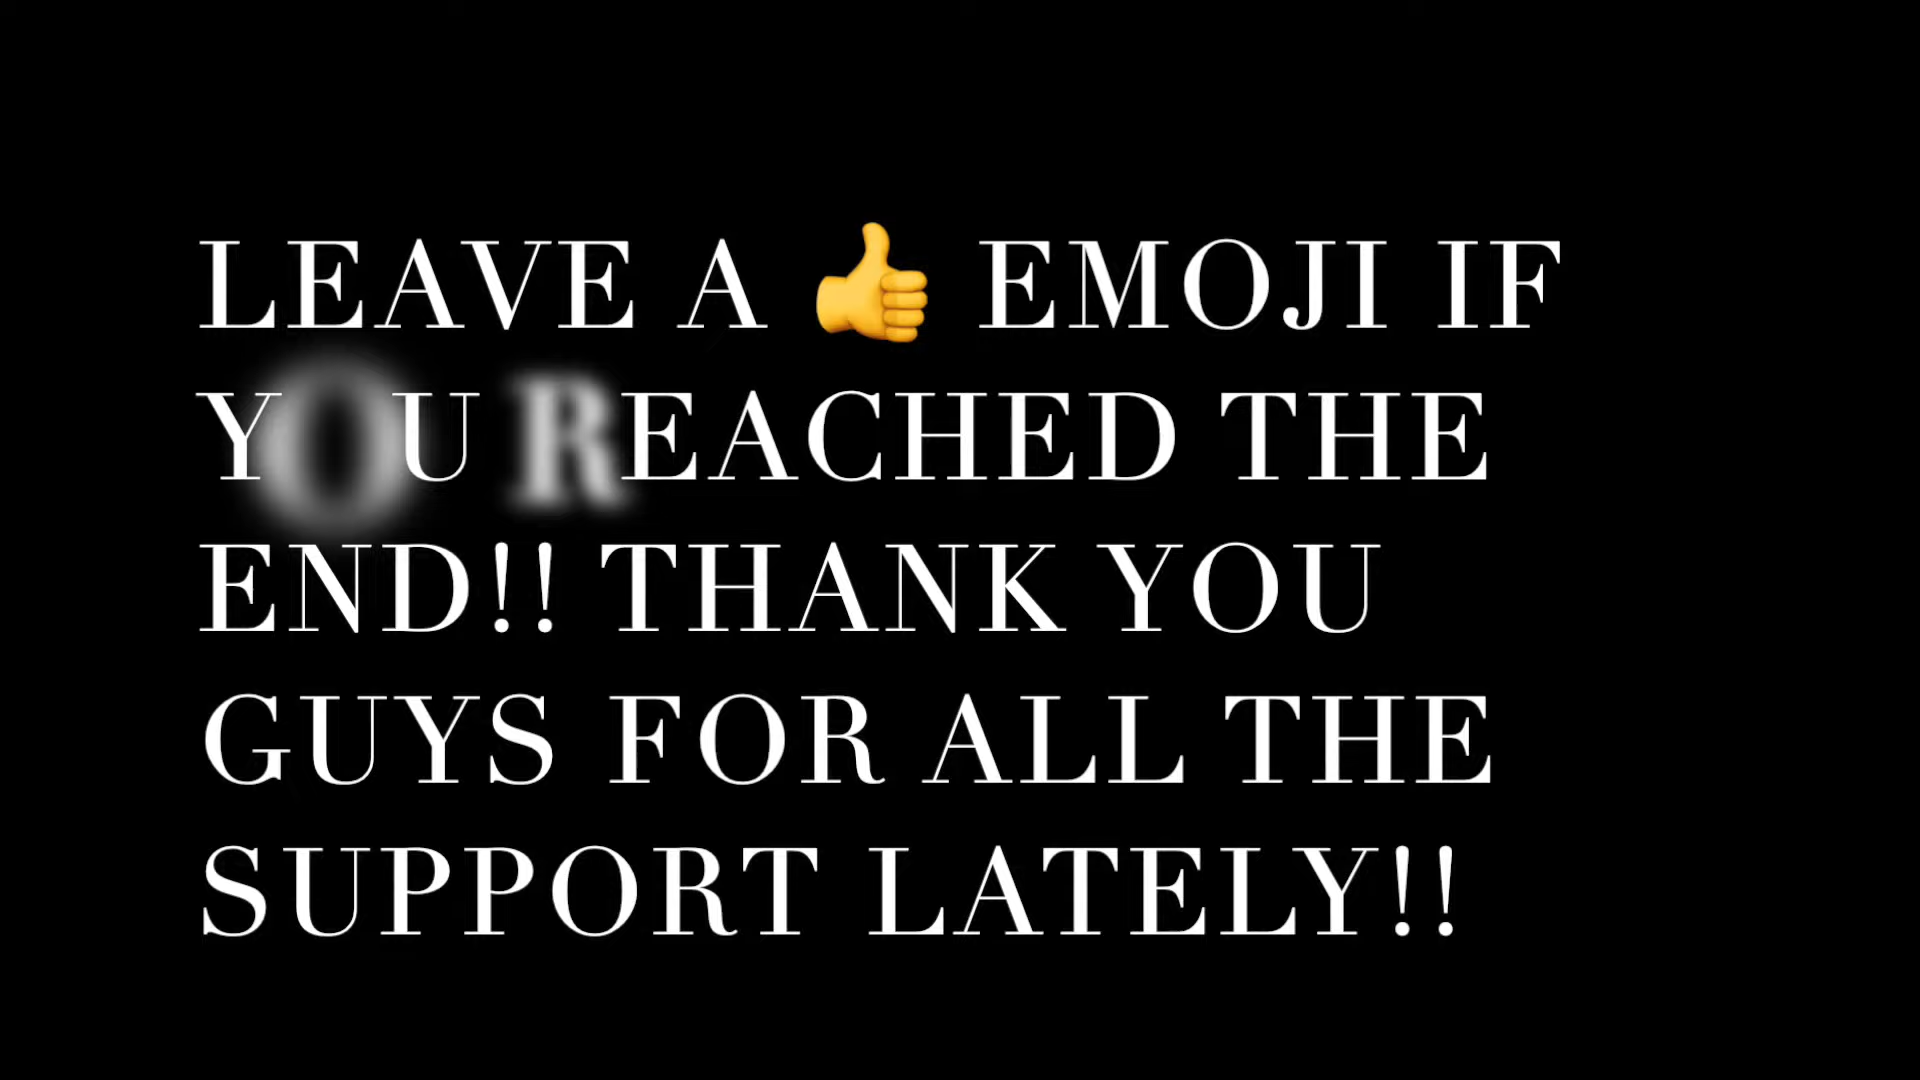 LEAVE A 👍 EMOJI IF
YOU REACHED THE
END!! THANK YOU
GUYS FOR ALL THE
SUPPORT LATELY!!